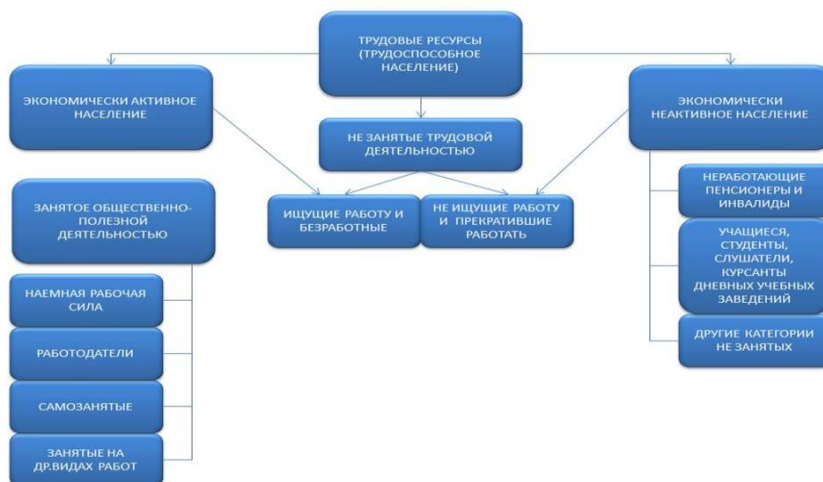 ТРУДОВЫЕ РЕСУРСЫ
(ТРУДОСПОСОБНОЕ
НАСЕЛЕНИЕ)
ЭКОНОМИЧЕСКИ АКТИВНОЕ
НАСЕЛЕНИЕ
ЭКОНОМИЧЕСКИ
НЕАКТИВНОЕ НАСЕЛЕНИЕ
НЕ ЗАНЯТЫЕ ТРУДОВОЙ
ДЕЯТЕЛЬНОСТЬЮ
ЗАНЯТОЕ ОБЩЕСТВЕННО-
ПОЛЕЗНОЙ
ДЕЯТЕЛЬНОСТЬЮ
ИЩУЩИЕ РАБОТУ И
БЕЗРАБОТНЫЕ
НЕ ИЩУЩИЕ РАБОТУ
И ПРЕКРАТИВШИЕ
РАБОТАТЬ
НЕРАБОТАЮЩИЕ
ПЕНСИОНЕРЫ И
ИНВАЛИДЫ
УЧАЩИЕСЯ,
СТУДЕНТЫ,
СЛУШАТЕЛИ,
КУРСАНТЫ
ДНЕВНЫХ УЧЕБНЫХ
ЗАВЕДЕНИЙ
ДРУГИЕ КАТЕГОРИИ
НЕ ЗАНЯТЫХ
НАЕМНАЯ РАБОЧАЯ
СИЛА
РАБОТОДАТЕЛИ
САМОЗАНЯТЫЕ
ЗАНЯТЫЕ НА
ДР.ВИДАХ РАБОТ